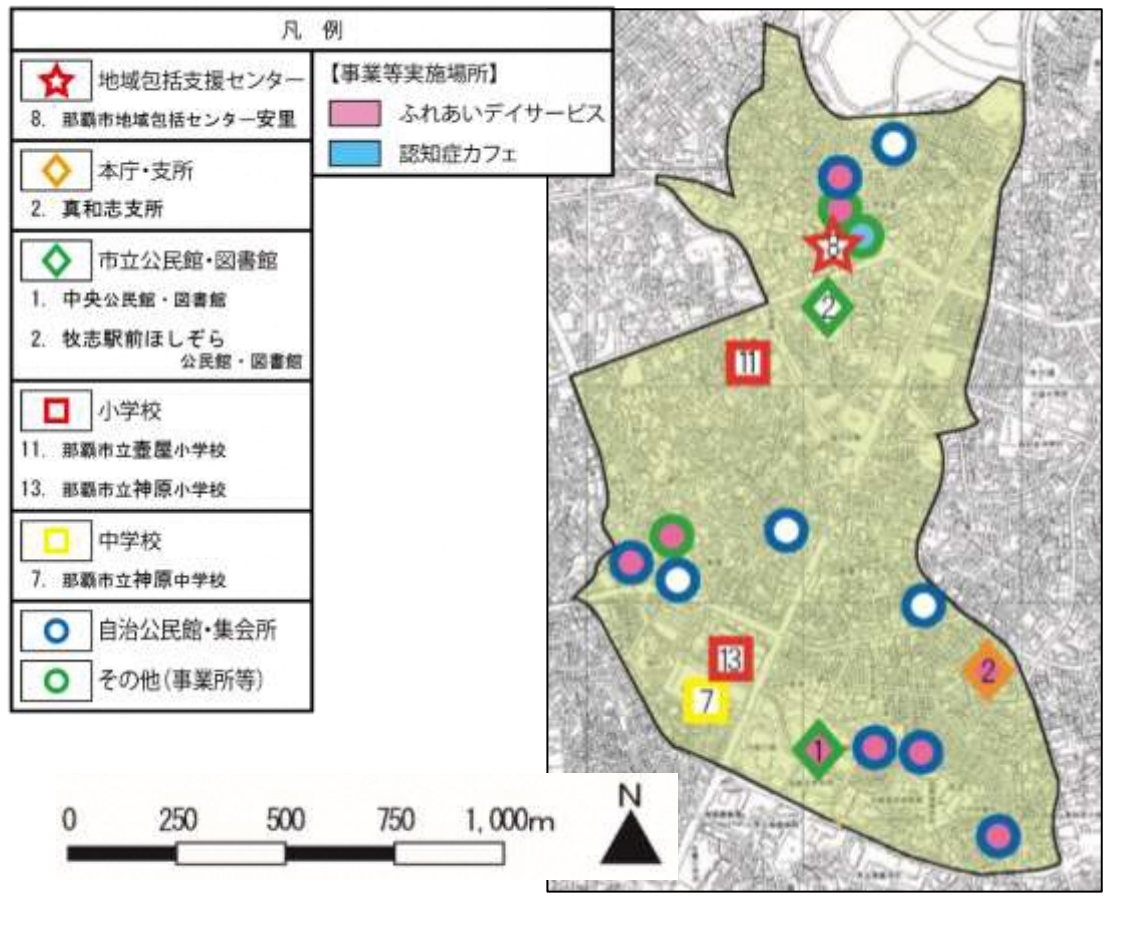 凡 例
地域包括支援センター
8. 那覇市地域包括センター安里
本庁・支所
2. 真和志支所
市立公民館・図書館
1. 中央公民館・図書館
2. 牧志駅前ほしぞら
公民館・図書館
小学校
11. 那覇市立壺屋小学校
13. 那覇市立神原小学校
中学校
7. 那覇市立神原中学校
自治公民館・集会所
その他(事業所等)
【事業等実施場所】
ふれあいデイサービス
認知症カフェ
8
2
11
13
7
2
1
0 250 500 750 1,000m
N